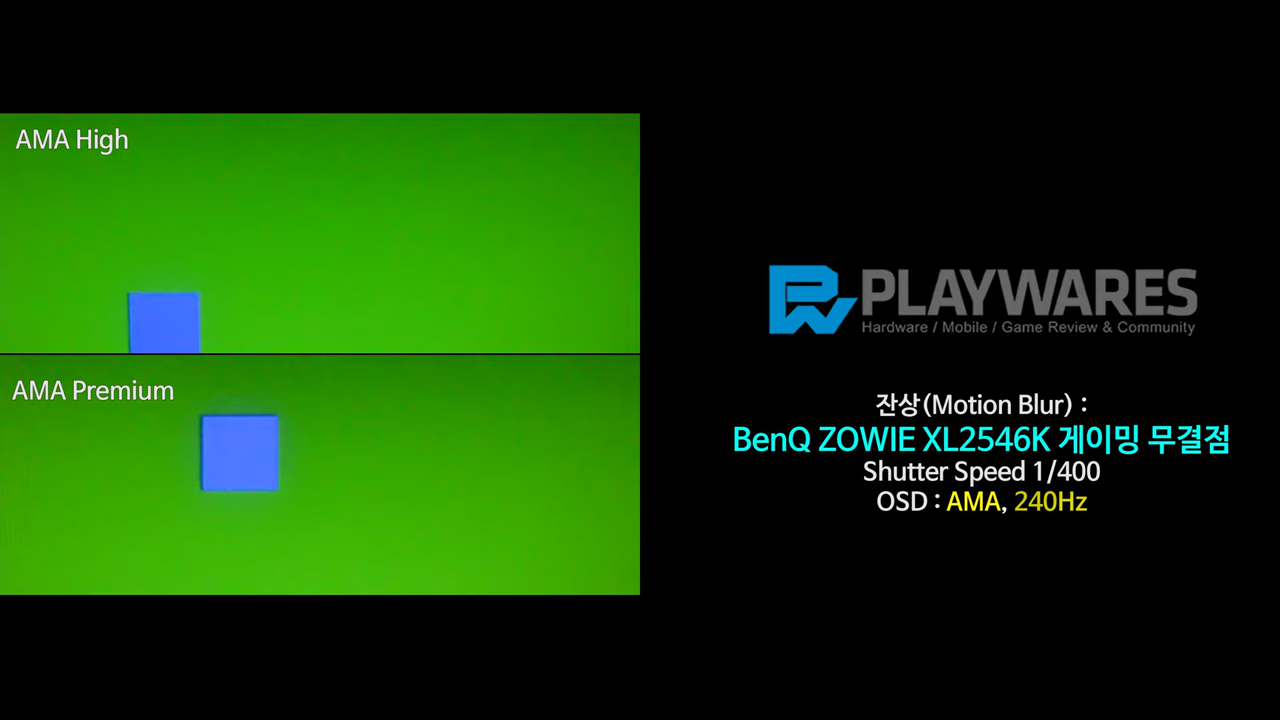 AMA High
AMA Premium
PLAYWARES
Hardware / Mobile / Game Review & Community
잔상(Motion Blur) :
BenQ ZOWIE XL2546K 게이밍 무결점
Shutter Speed 1/400
OSD : AMA, 240Hz